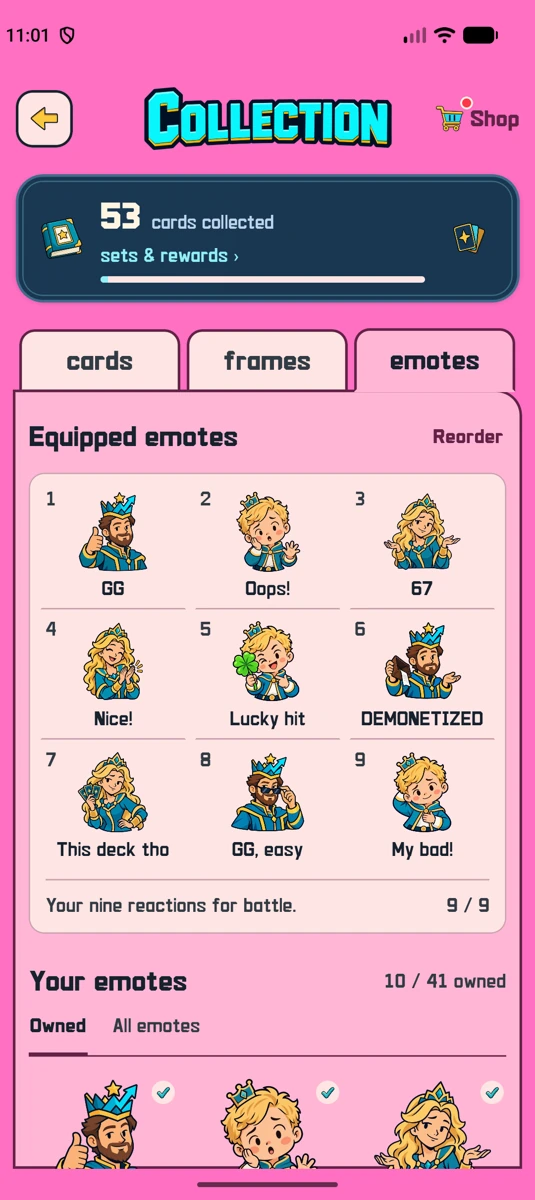 11:01
COLLECTION
Shop
53 cards collected
sets & rewards ›
cards
frames
emotes
Equipped emotes
Reorder
1
2
3
GG
Oops!
67
4
5
6
Nice!
Lucky hit
DEMONETIZED
7
8
9
This deck tho
GG, easy
My bad!
Your nine reactions for battle.
9 / 9
Your emotes
10 / 41 owned
Owned
All emotes